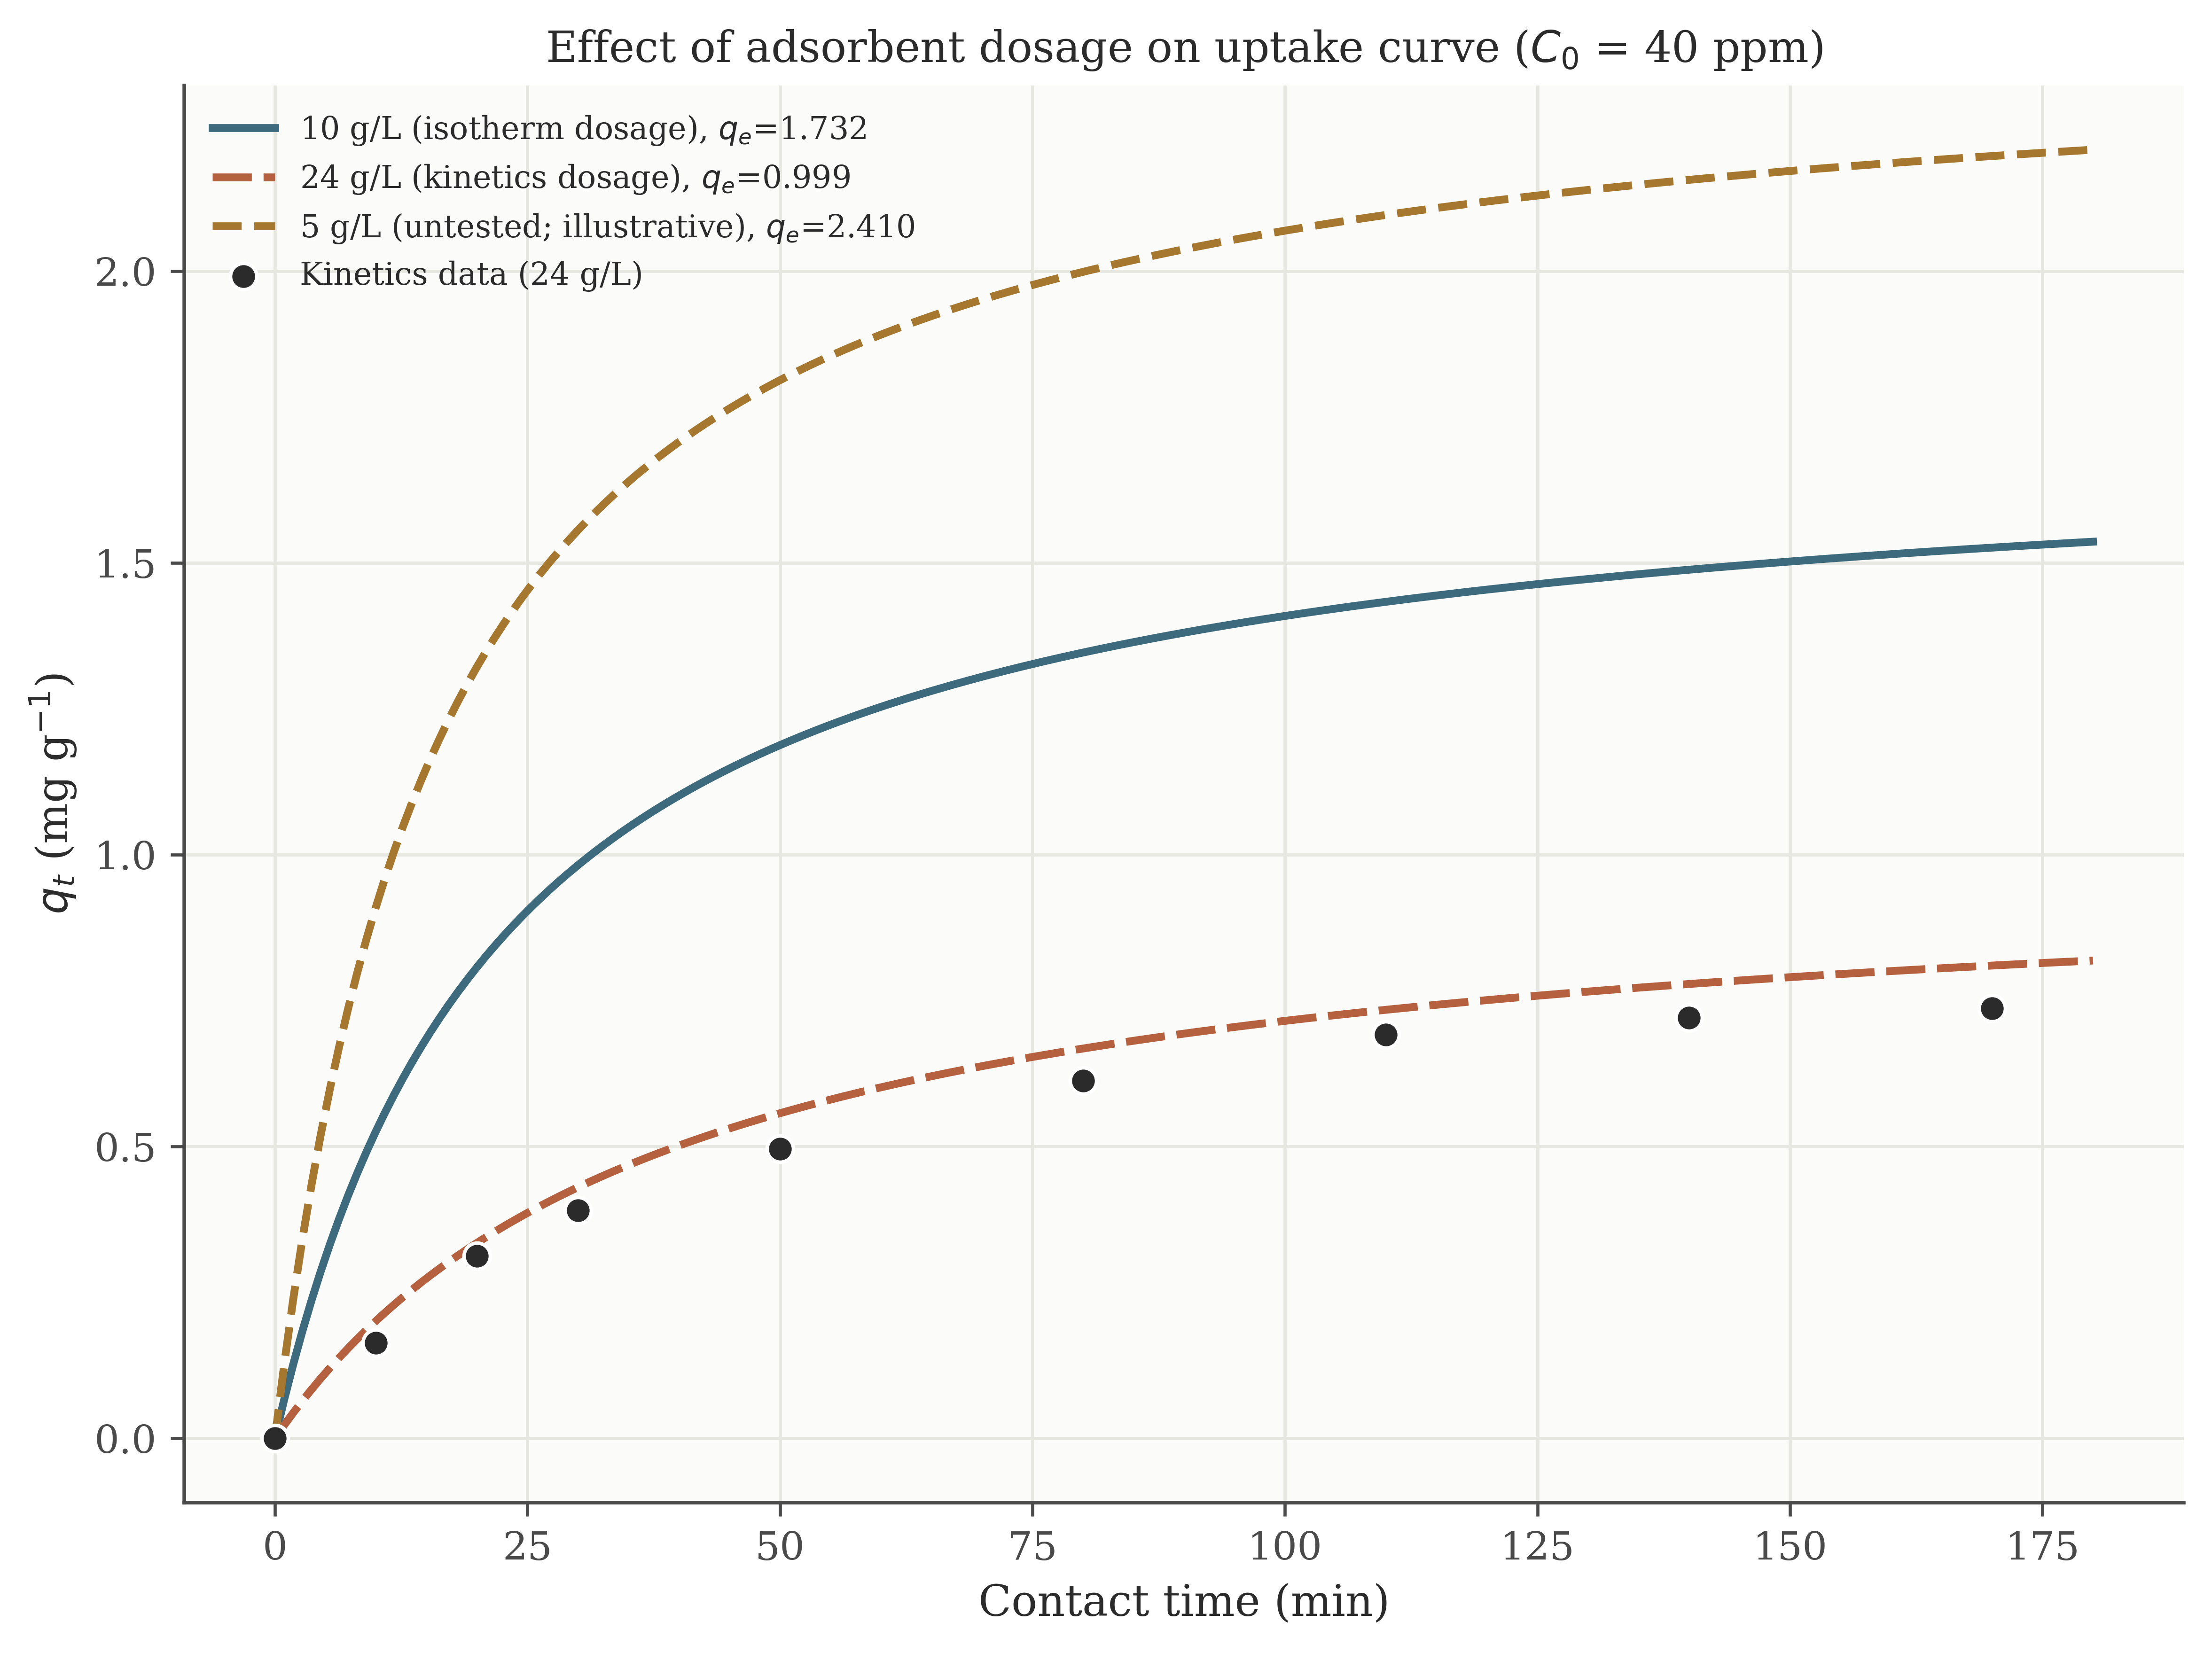 Effect of adsorbent dosage on uptake curve (C₀ = 40 ppm)
10 g/L (isotherm dosage), qₑ=1.732
24 g/L (kinetics dosage), qₑ=0.999
5 g/L (untested; illustrative), qₑ=2.410
Kinetics data (24 g/L)
qₜ (mg g⁻¹)
2.0
1.5
1.0
0.5
0.0
0 25 50 75 100 125 150 175
Contact time (min)